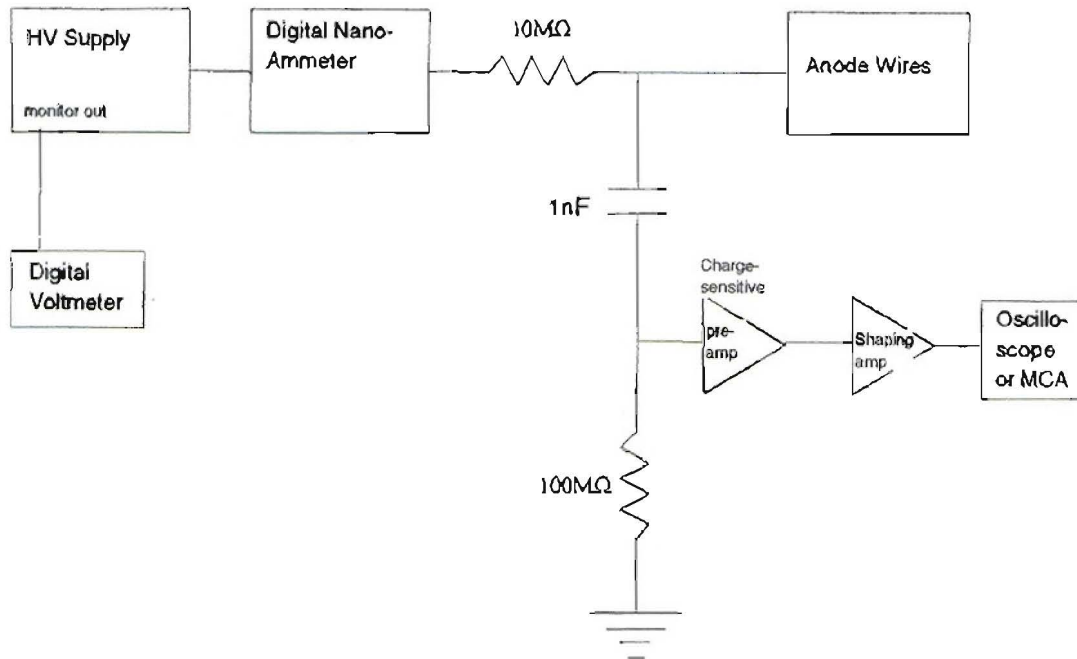 HV Supply
monitor out
Digital Nano-
Ammeter
10MΩ
Anode Wires
1nF
Digital
Voltmeter
Charge-
sensitive
pre-
amp
Shaping
amp
Oscillo-
scope
or MCA
100MΩ